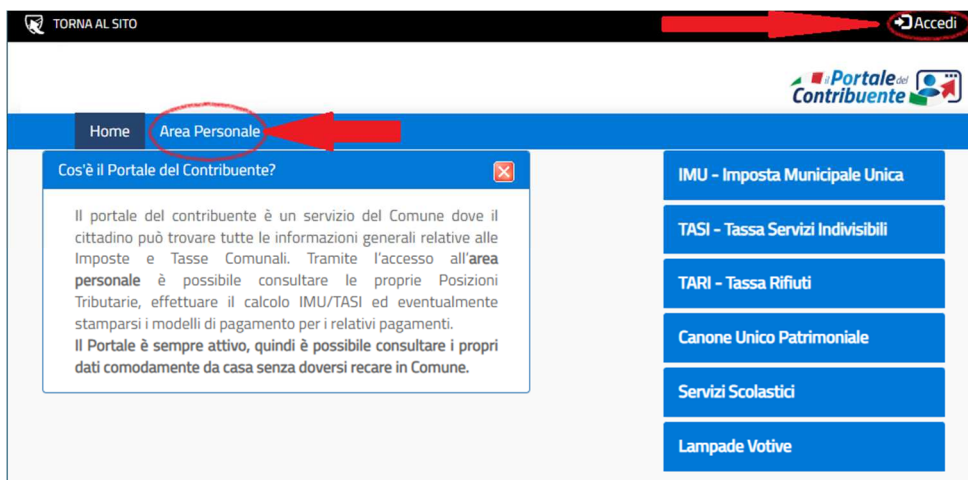 TORNA AL SITO
Accedi
il Portale del
Contribuente
Home
Area Personale
Cos'è il Portale del Contribuente?
Il portale del contribuente è un servizio del Comune dove il
cittadino può trovare tutte le informazioni generali relative alle
Imposte e Tasse Comunali. Tramite l'accesso all'area
personale è possibile consultare le proprie Posizioni
Tributarie, effettuare il calcolo IMU/TASI ed eventualmente
stamparsi i modelli di pagamento per i relativi pagamenti.
Il Portale è sempre attivo, quindi è possibile consultare i propri
dati comodamente da casa senza doversi recare in Comune.
IMU - Imposta Municipale Unica
TASI - Tassa Servizi Indivisibili
TARI - Tassa Rifiuti
Canone Unico Patrimoniale
Servizi Scolastici
Lampade Votive